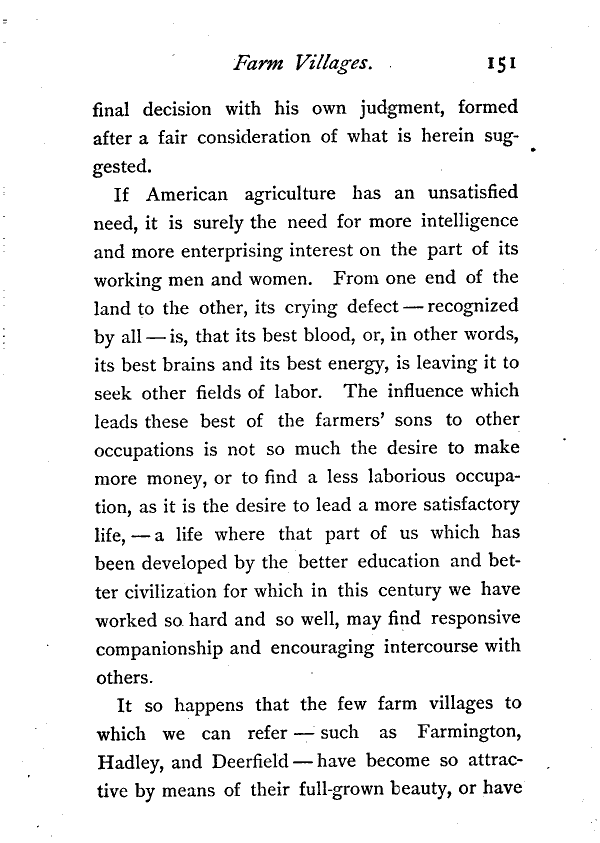 Farm Villages. 151
final decision with his own judgment, formed
after a fair consideration of what is herein sug-
gested.
If American agriculture has an unsatisfied
need, it is surely the need for more intelligence
and more enterprising interest on the part of its
working men and women. From one end of the
land to the other, its crying defect — recognized
by all — is, that its best blood, or, in other words,
its best brains and its best energy, is leaving it to
seek other fields of labor. The influence which
leads these best of the farmers' sons to other
occupations is not so much the desire to make
more money, or to find a less laborious occupa-
tion, as it is the desire to lead a more satisfactory
life, — a life where that part of us which has
been developed by the better education and bet-
ter civilization for which in this century we have
worked so hard and so well, may find responsive
companionship and encouraging intercourse with
others.
It so happens that the few farm villages to
which we can refer — such as Farmington,
Hadley, and Deerfield — have become so attrac-
tive by means of their full-grown beauty, or have